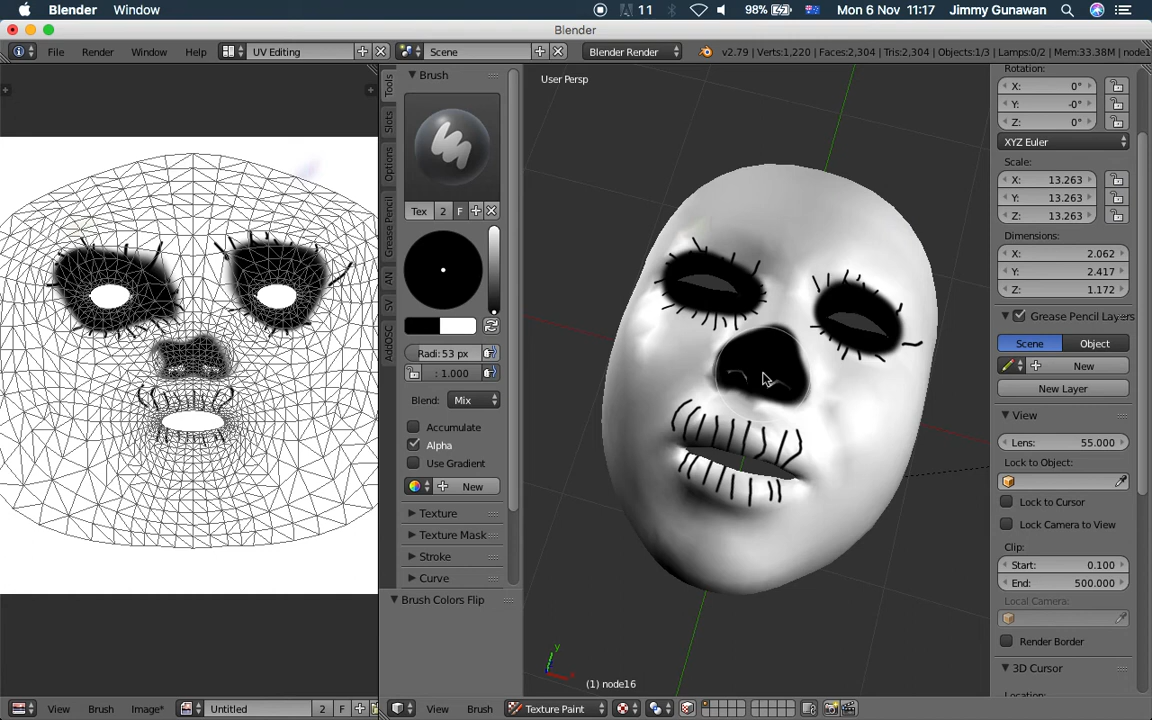 Blender Window 11 98% Mon 6 Nov 11:17 Jimmy Gunawan
Blender
File Render Window Help UV Editing Scene Blender Render v2.79 | Verts:1,220 | Faces:2,304 | Tris:2,304 | Objects:1/3 | Lamps:0/2 | Mem:33.38M | node1
Tools
Slots
Options
Grease Pencil
AN
SV
AddOSC
Brush
Tex 2 F
Radi: 53 px
: 1.000
Blend: Mix
Accumulate
Alpha
Use Gradient
New
Texture
Texture Mask
Stroke
Curve
Brush Colors Flip
User Persp
y
x
(1) node16
Rotation:
X: 0°
Y: -0°
Z: 0°
XYZ Euler
Scale:
X: 13.263
Y: 13.263
Z: 13.263
Dimensions:
X: 2.062
Y: 2.417
Z: 1.172
Grease Pencil Layers
Scene Object
New
New Layer
View
Lens: 55.000
Lock to Object:
Lock to Cursor
Lock Camera to View
Clip:
Start: 0.100
End: 500.000
Local Camera:
Render Border
3D Cursor
Location:
View Brush Image* Untitled 2 F
View Brush Texture Paint